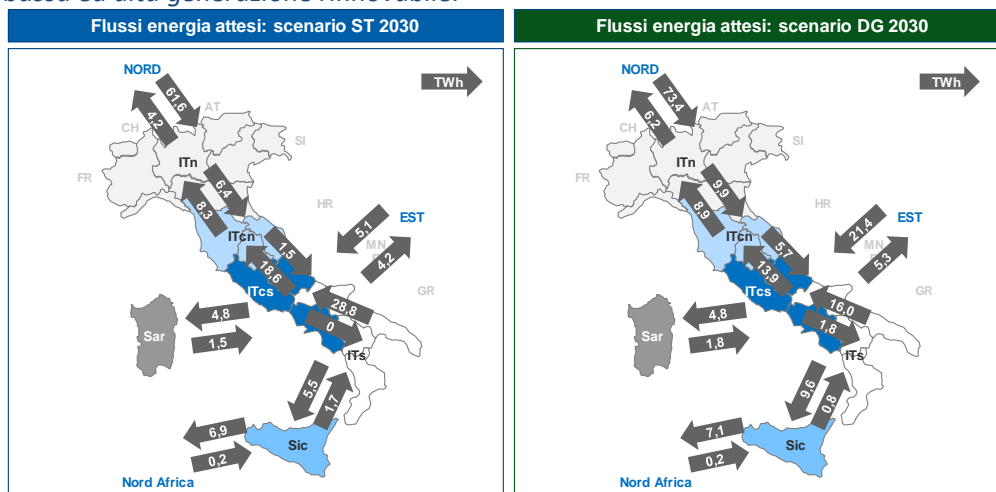 bassa ed alta generazione rinnovabile.
Flussi energia attesi: scenario ST 2030
NORD
TWh
61,6
4,2
AT
CH
SI
ITn
FR
6,4
8,3
HR
EST
5,1
4,2
MN
ITcn
1,5
18,6
ITcs
GR
28,8
0
4,8
Sar
1,5
ITs
5,5
1,7
6,9
Sic
0,2
Nord Africa
Flussi energia attesi: scenario DG 2030
NORD
TWh
73,4
6,2
AT
CH
SI
ITn
FR
9,9
8,9
HR
EST
21,4
5,3
MN
ITcn
5,7
13,9
ITcs
GR
16,0
1,8
4,8
Sar
1,8
ITs
9,6
0,8
7,1
Sic
0,2
Nord Africa